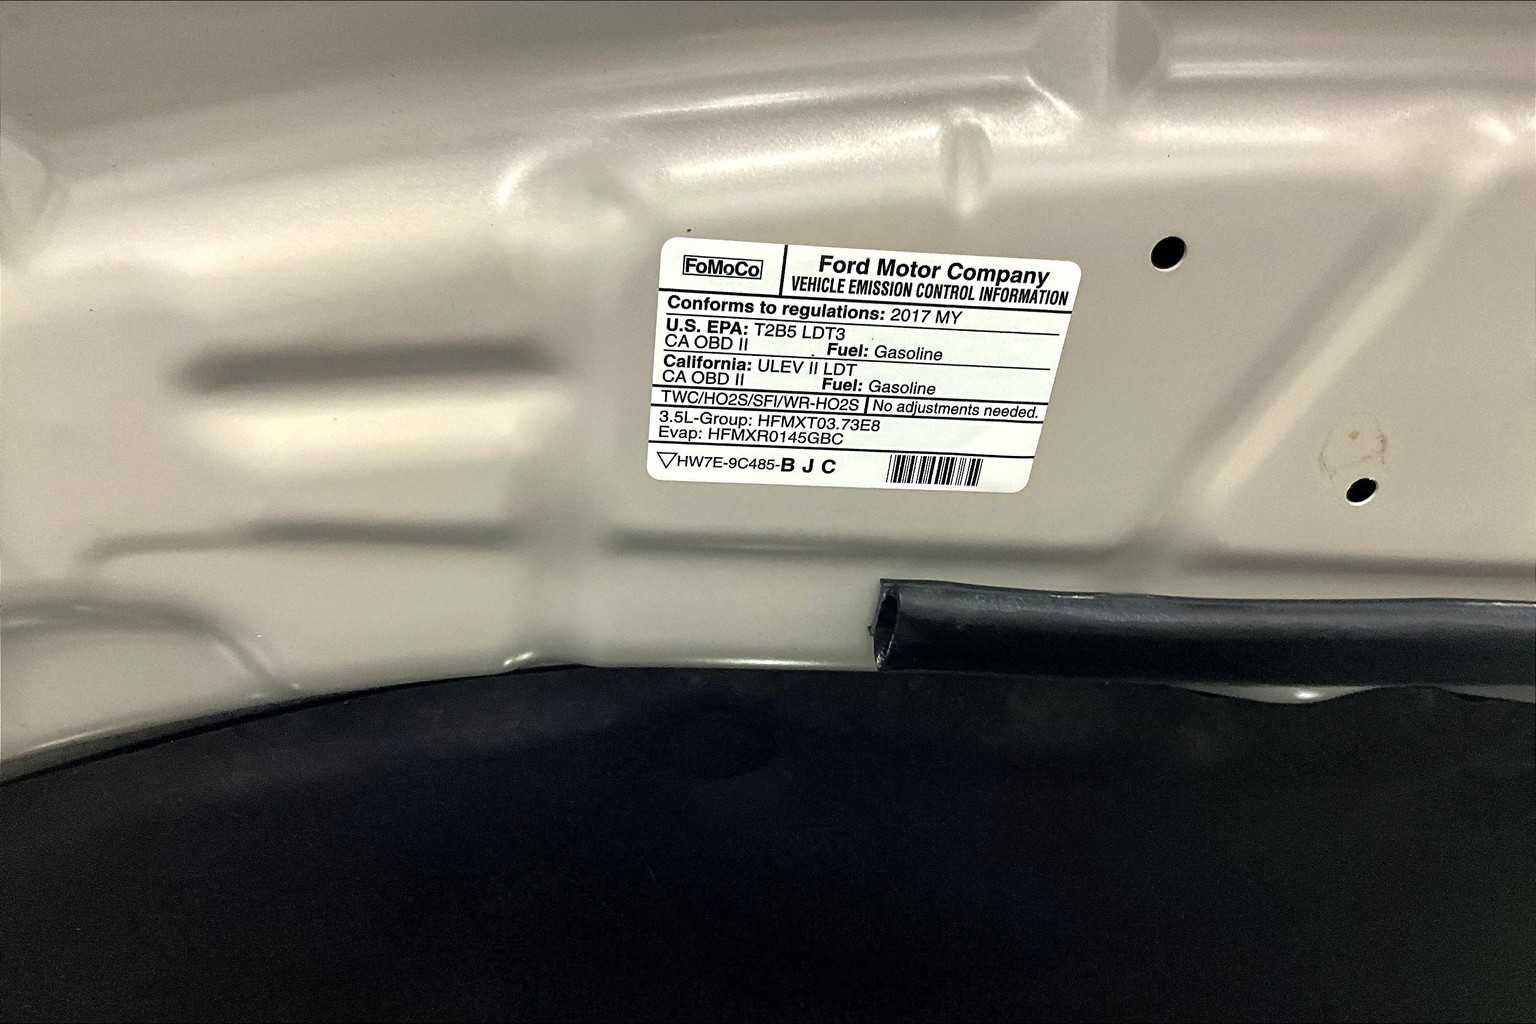 FoMoCo
Ford Motor Company
VEHICLE EMISSION CONTROL INFORMATION
Conforms to regulations: 2017 MY
U.S. EPA: T2B5 LDT3
CA OBD II Fuel: Gasoline
California: ULEV II LDT
CA OBD II Fuel: Gasoline
TWC/HO2S/SFI/WR-HO2S No adjustments needed.
3.5L-Group: HFMXT03.73E8
Evap: HFMXR0145GBC
HW7E-9C485-B J C